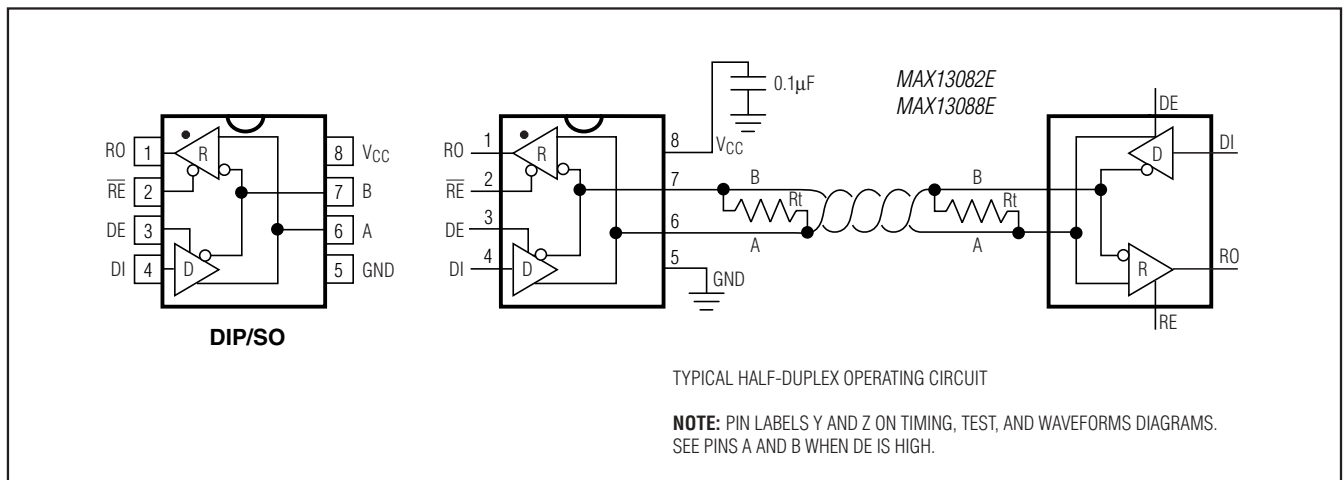 RO 1 R 8 VCC
RE 2 7 B
DE 3 6 A
DI 4 D 5 GND
DIP/SO
0.1µF
MAX13082E
MAX13088E
RO 1 R 8 VCC
RE 2 7 B Rt B
DE 3 6 A Rt A
DI 4 D 5 GND
DE
D DI
R RO
RE
TYPICAL HALF-DUPLEX OPERATING CIRCUIT
NOTE: PIN LABELS Y AND Z ON TIMING, TEST, AND WAVEFORMS DIAGRAMS.
SEE PINS A AND B WHEN DE IS HIGH.